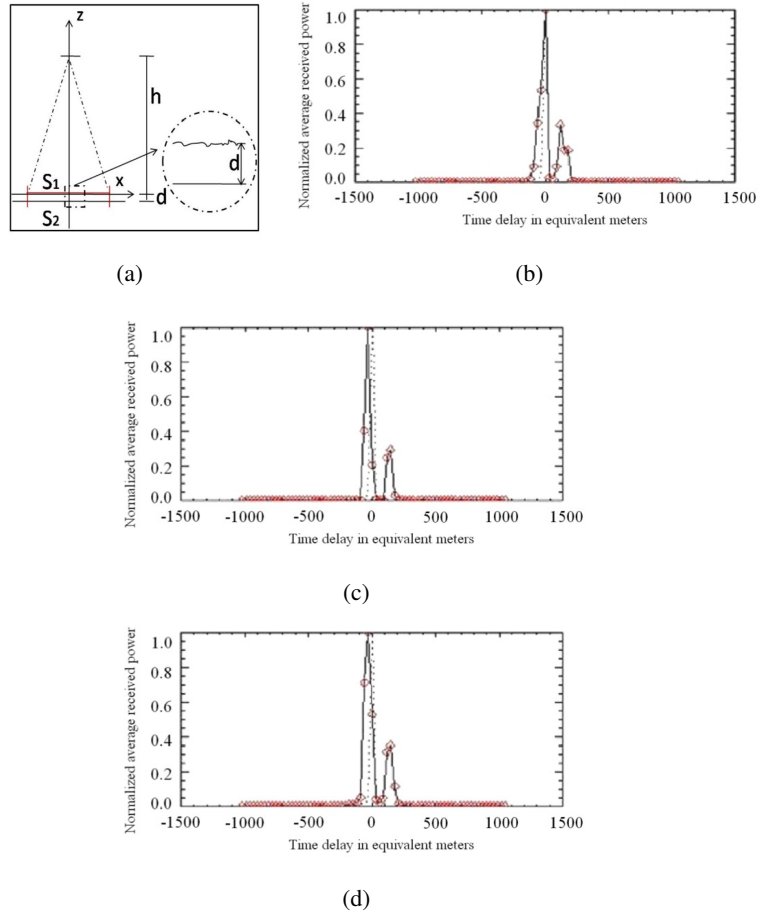 z
h
S1
x
d
S2
d
(a)
Normalized average received power
1.0
0.8
0.6
0.4
0.2
0.0
-1500 -1000 -500 0 500 1000 1500
Time delay in equivalent meters
(b)
Normalized average received power
1.0
0.8
0.6
0.4
0.2
0.0
-1500 -1000 -500 0 500 1000 1500
Time delay in equivalent meters
(c)
Normalized average received power
1.0
0.8
0.6
0.4
0.2
0.0
-1500 -1000 -500 0 500 1000 1500
Time delay in equivalent meters
(d)